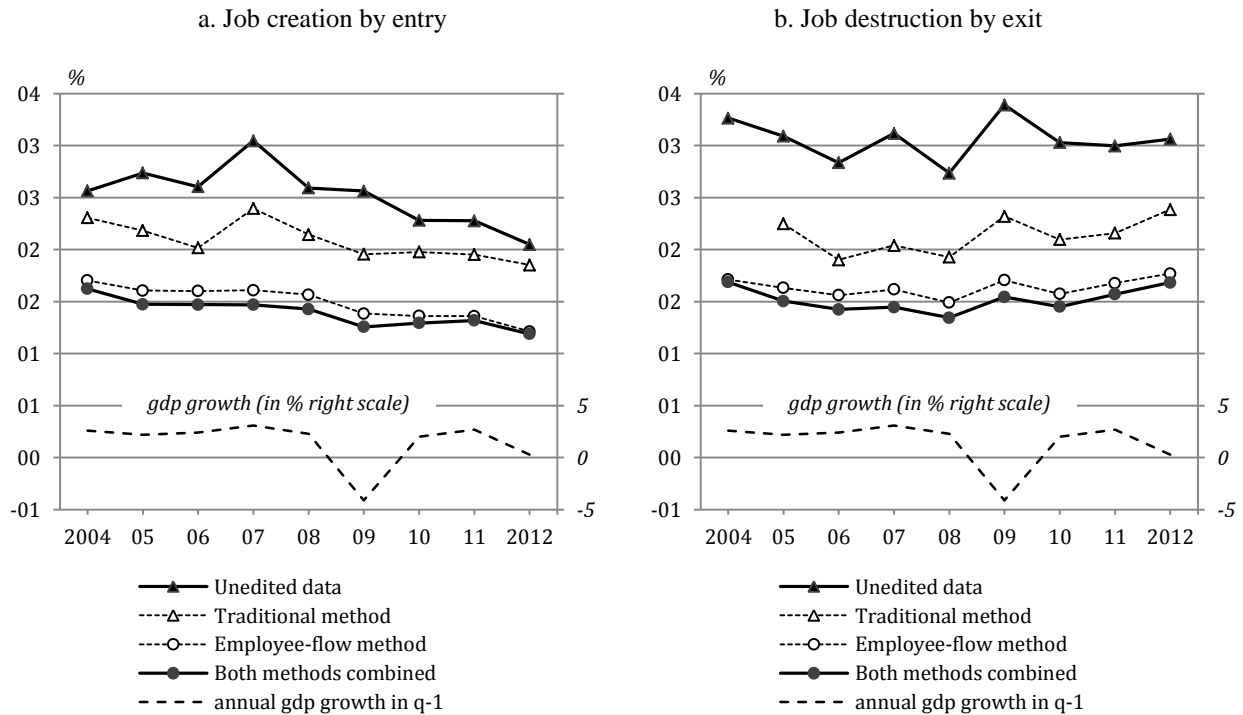 a. Job creation by entry
%
04
03
03
02
02
01
01
00
-01
gdp growth (in % right scale)
5
0
-5
2004 05 06 07 08 09 10 11 2012
Unedited data
Traditional method
Employee-flow method
Both methods combined
annual gdp growth in q-1
b. Job destruction by exit
%
04
03
03
02
02
01
01
00
-01
gdp growth (in % right scale)
5
0
-5
2004 05 06 07 08 09 10 11 2012
Unedited data
Traditional method
Employee-flow method
Both methods combined
annual gdp growth in q-1